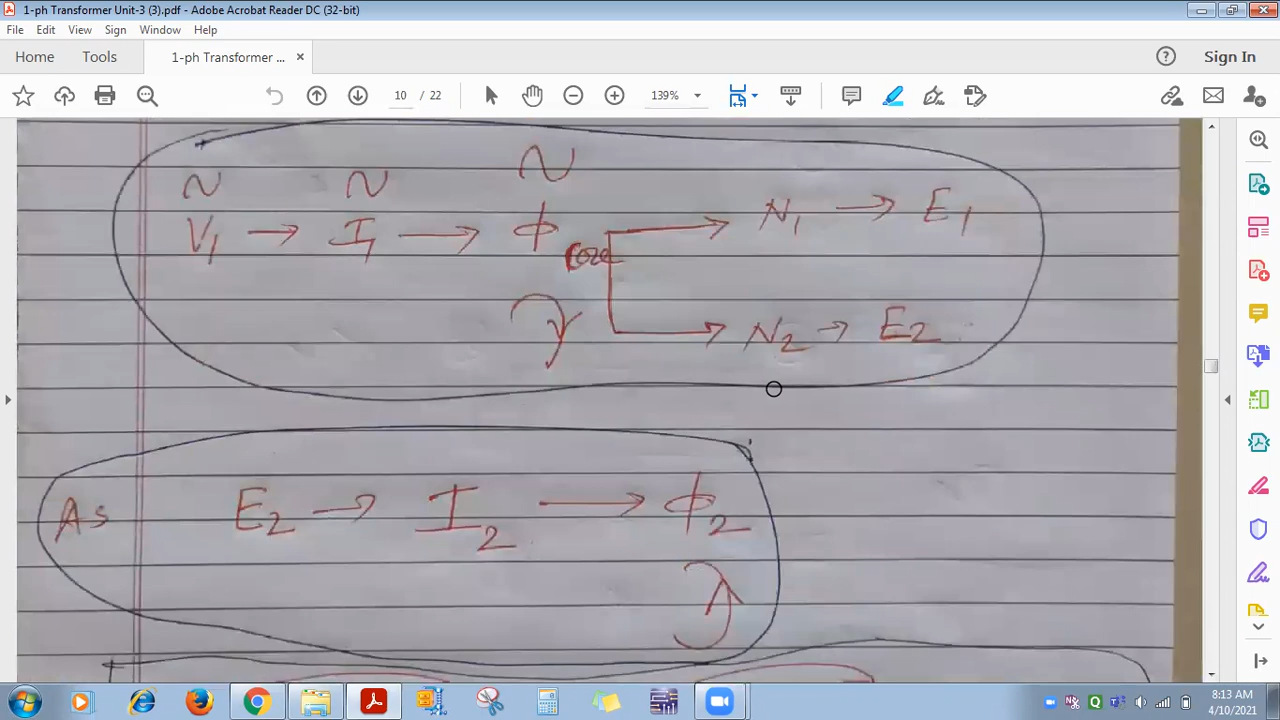 1-ph Transformer Unit-3 (3).pdf - Adobe Acrobat Reader DC (32-bit)
File Edit View Sign Window Help
Home Tools 1-ph Transformer ... × Sign In
10 / 22 139%
~ ~ ~
V1 → I1 → ϕ core → N1 → E1
→ N2 → E2
As E2 → I2 → ϕ2
8:13 AM
4/10/2021